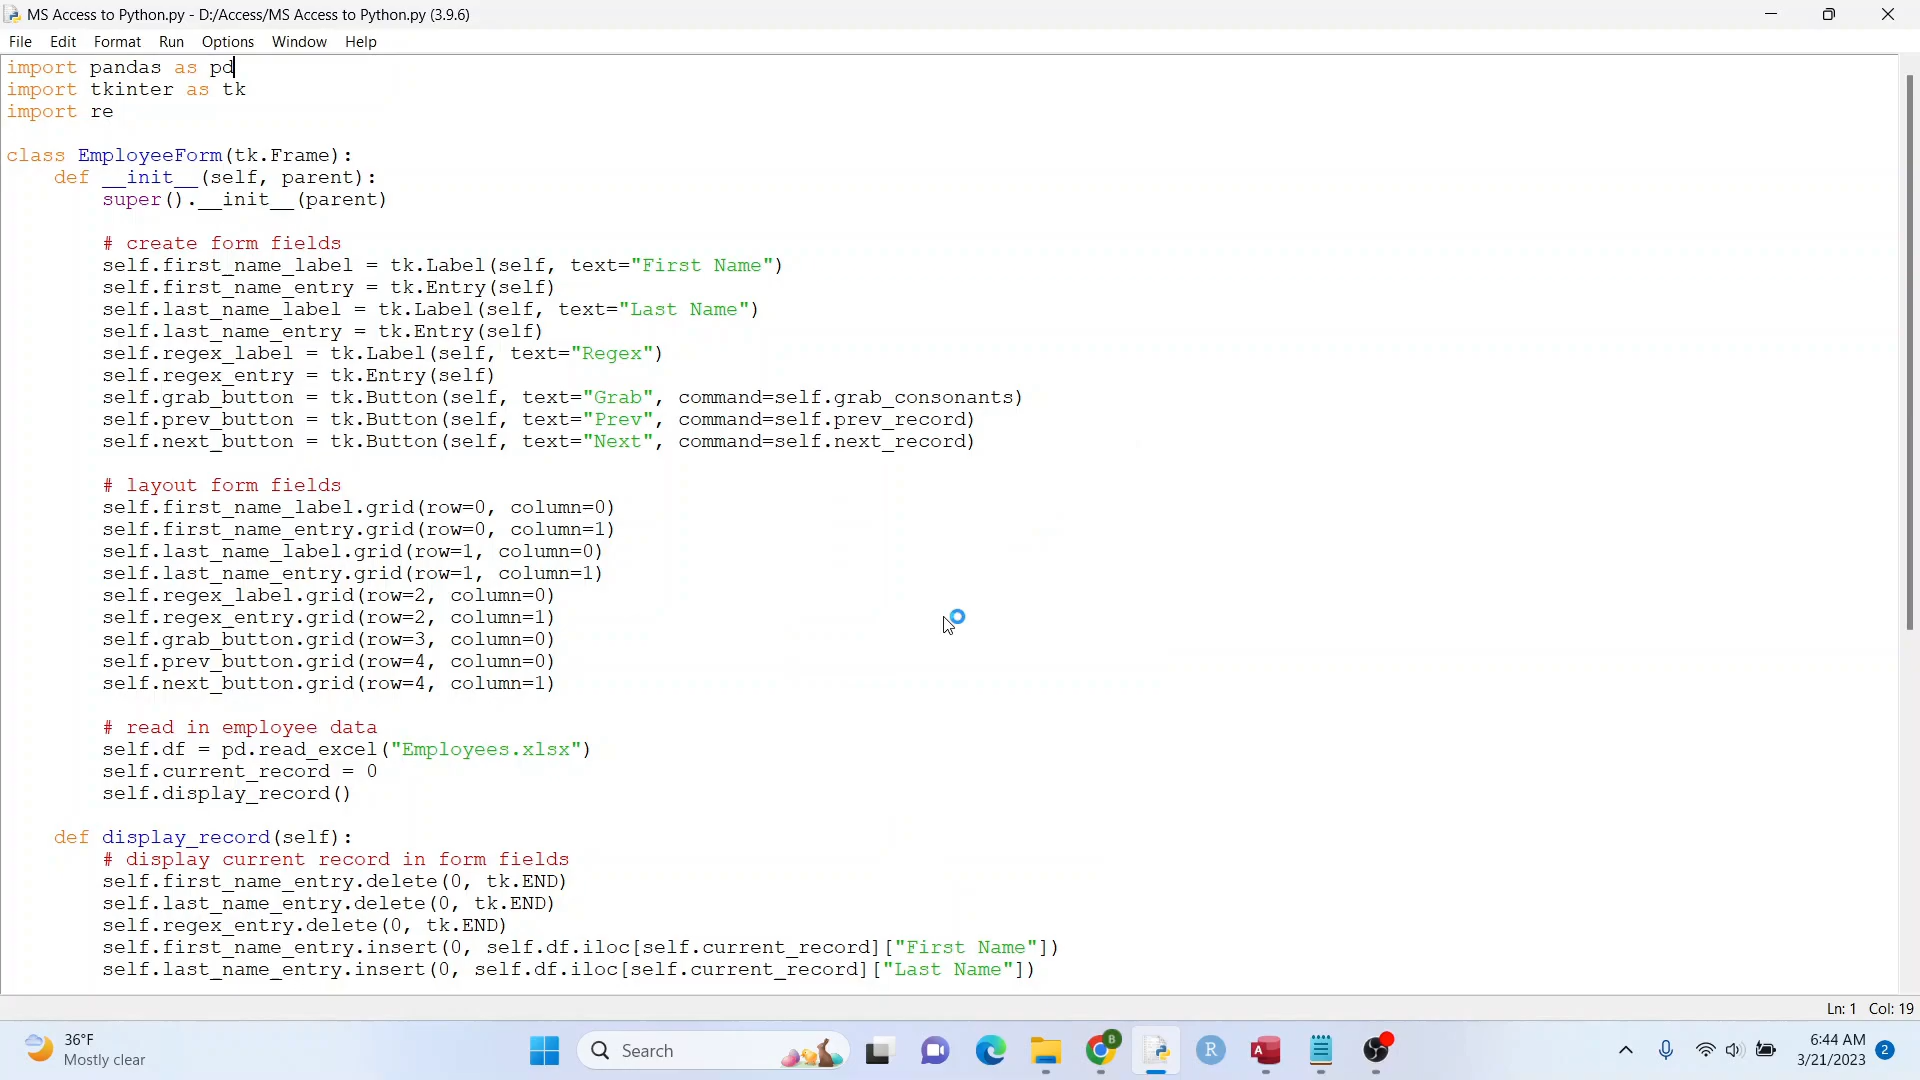 MS Access to Python.py - D:/Access/MS Access to Python.py (3.9.6)
File Edit Format Run Options Window Help
import pandas as pd
import tkinter as tk
import re
class EmployeeForm(tk.Frame):
    def __init__(self, parent):
        super().__init__(parent)
        # create form fields
        self.first_name_label = tk.Label(self, text="First Name")
        self.first_name_entry = tk.Entry(self)
        self.last_name_label = tk.Label(self, text="Last Name")
        self.last_name_entry = tk.Entry(self)
        self.regex_label = tk.Label(self, text="Regex")
        self.regex_entry = tk.Entry(self)
        self.grab_button = tk.Button(self, text="Grab", command=self.grab_consonants)
        self.prev_button = tk.Button(self, text="Prev", command=self.prev_record)
        self.next_button = tk.Button(self, text="Next", command=self.next_record)
        # layout form fields
        self.first_name_label.grid(row=0, column=0)
        self.first_name_entry.grid(row=0, column=1)
        self.last_name_label.grid(row=1, column=0)
        self.last_name_entry.grid(row=1, column=1)
        self.regex_label.grid(row=2, column=0)
        self.regex_entry.grid(row=2, column=1)
        self.grab_button.grid(row=3, column=0)
        self.prev_button.grid(row=4, column=0)
        self.next_button.grid(row=4, column=1)
        # read in employee data
        self.df = pd.read_excel("Employees.xlsx")
        self.current_record = 0
        self.display_record()
    def display_record(self):
        # display current record in form fields
        self.first_name_entry.delete(0, tk.END)
        self.last_name_entry.delete(0, tk.END)
        self.regex_entry.delete(0, tk.END)
        self.first_name_entry.insert(0, self.df.iloc[self.current_record]["First Name"])
        self.last_name_entry.insert(0, self.df.iloc[self.current_record]["Last Name"])
Ln: 1 Col: 19
36°F
Mostly clear
Search
B
R
A
6:44 AM
3/21/2023
2